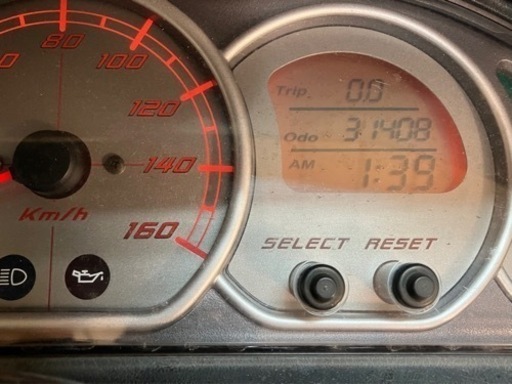 80
100
120
140
160
Km/h
Trip 0.0
Odo 31408
AM 1:39
SELECT RESET